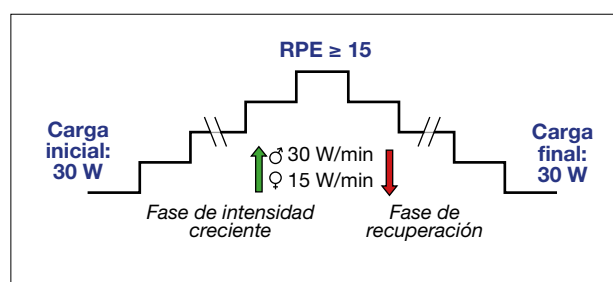 RPE ≥ 15
Carga
inicial:
30 W
♂ 30 W/min
♀ 15 W/min
Carga
final:
30 W
Fase de intensidad
creciente
Fase de
recuperación